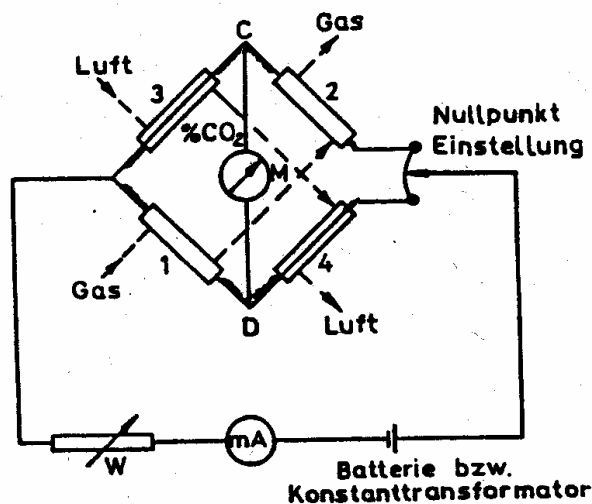 C
Gas
Luft
3
2
%CO₂
Nullpunkt
Einstellung
M
1
4
Gas
D
Luft
W
mA
Batterie bzw.
Konstanttransformator